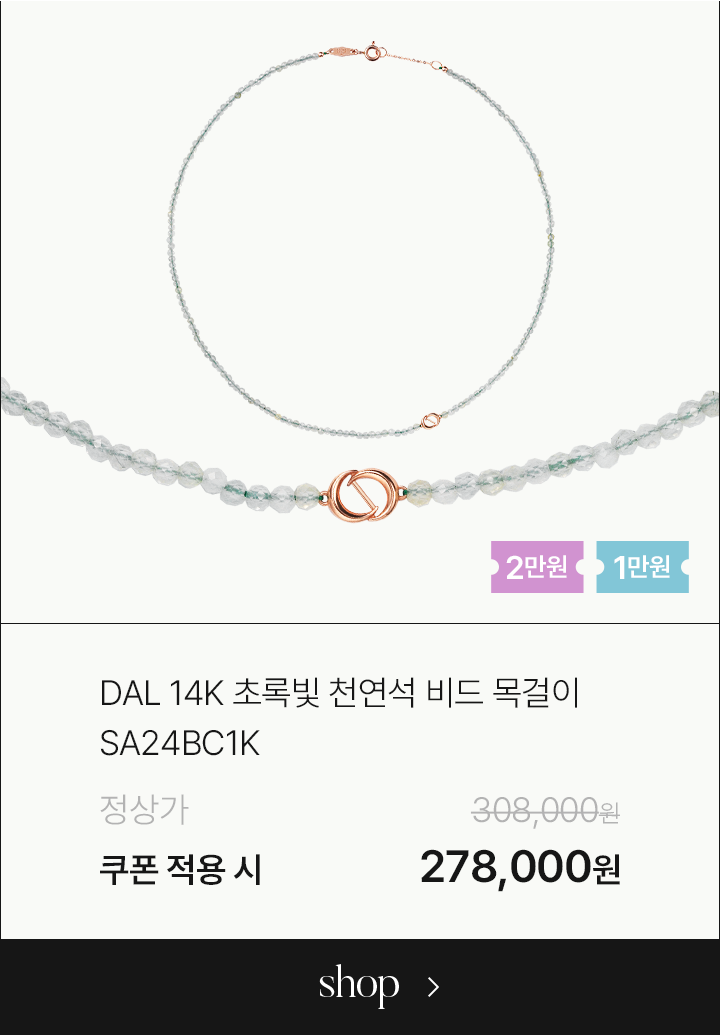 2만원 1만원
DAL 14K 초록빛 천연석 비드 목걸이
SA24BC1K
정상가 308,000원
쿠폰 적용 시 278,000원
shop >